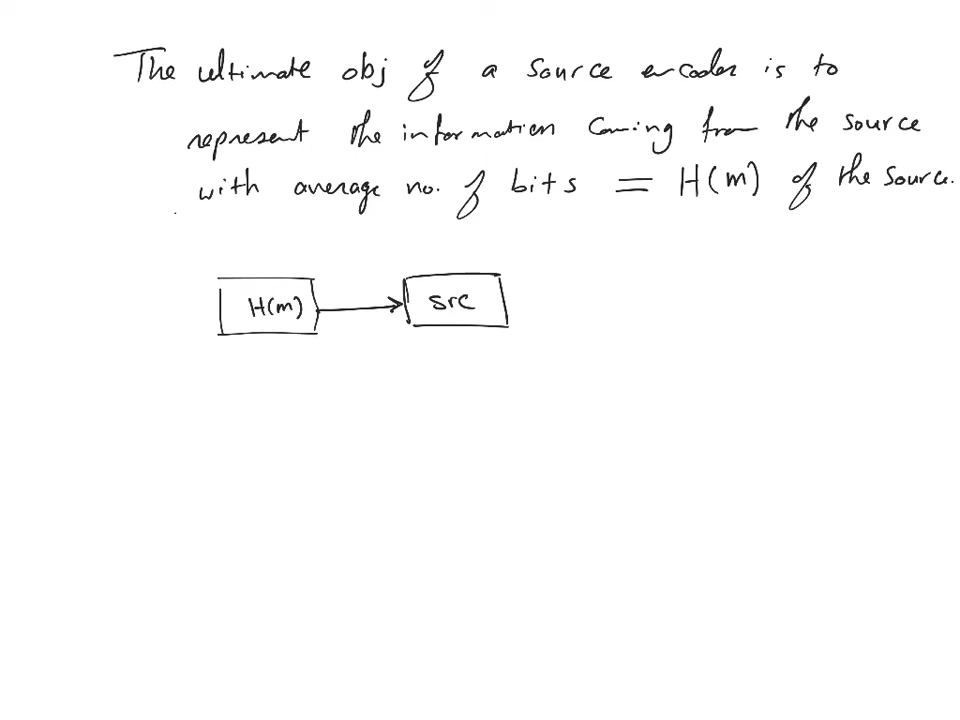 The ultimate obj of a source encoder is to
represent the information coming from the source
with average no. of bits = H(m) of the source.
H(m) src